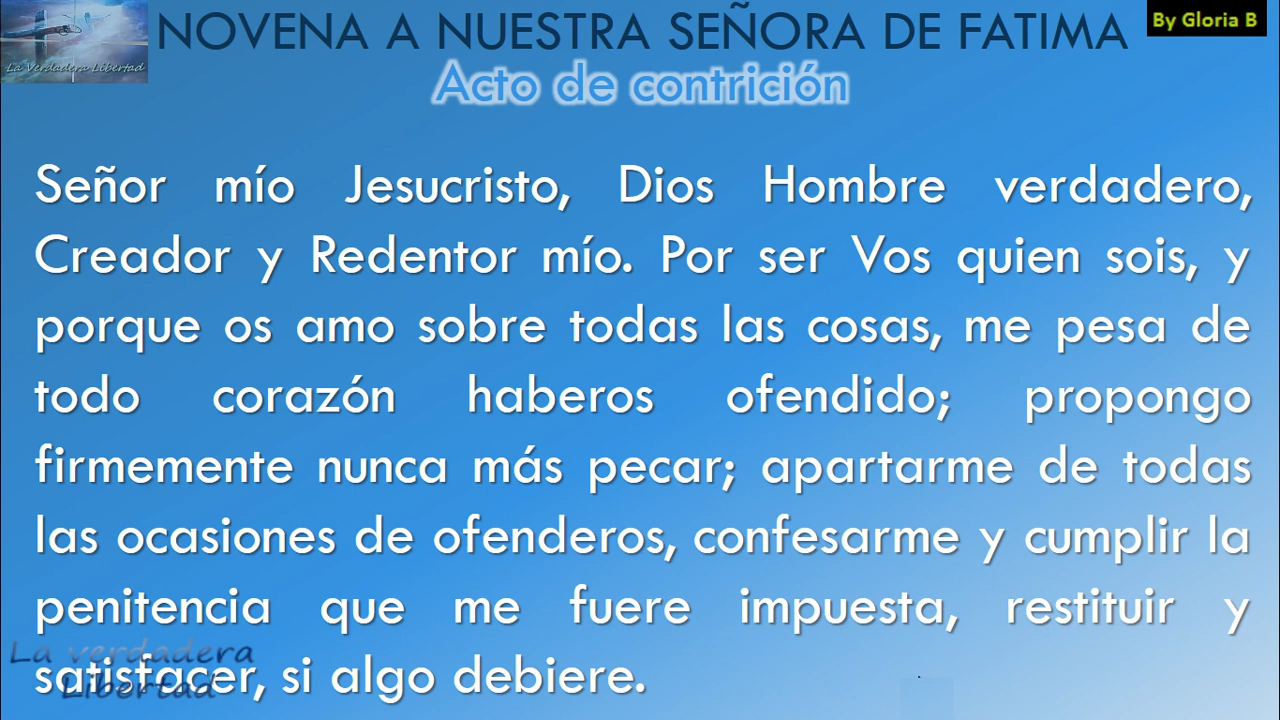 NOVENA A NUESTRA SEÑORA DE FATIMA
By Gloria B
La Verdadera Libertad
Acto de contrición
Señor mío Jesucristo, Dios Hombre verdadero,
Creador y Redentor mío. Por ser Vos quien sois, y
porque os amo sobre todas las cosas, me pesa de
todo corazón haberos ofendido; propongo
firmemente nunca más pecar; apartarme de todas
las ocasiones de ofenderos, confesarme y cumplir la
penitencia que me fuere impuesta, restituir y
satisfacer, si algo debiere.
La verdadera
Libertad